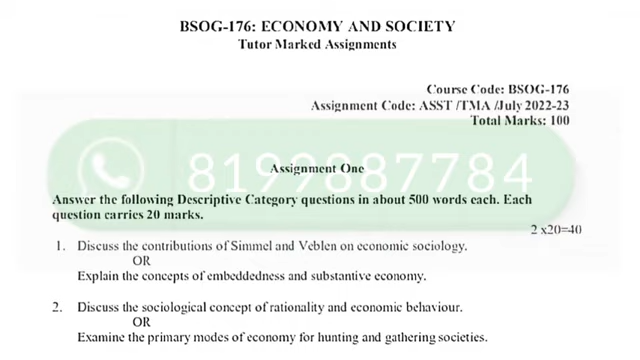 BSOG-176: ECONOMY AND SOCIETY
Tutor Marked Assignments
Course Code: BSOG-176
Assignment Code: ASST /TMA /July 2022-23
Total Marks: 100
8199887784
Assignment One
Answer the following Descriptive Category questions in about 500 words each. Each
question carries 20 marks.
2 x20=40
1. Discuss the contributions of Simmel and Veblen on economic sociology.
OR
Explain the concepts of embeddedness and substantive economy.
2. Discuss the sociological concept of rationality and economic behaviour.
OR
Examine the primary modes of economy for hunting and gathering societies.